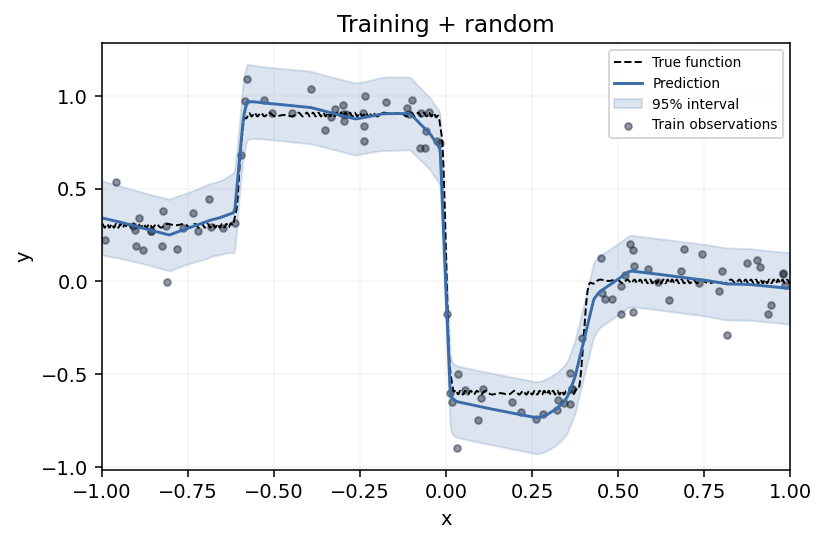 Training + random
True function
Prediction
95% interval
Train observations
y
1.0
0.5
0.0
−0.5
−1.0
−1.00 −0.75 −0.50 −0.25 0.00 0.25 0.50 0.75 1.00
x